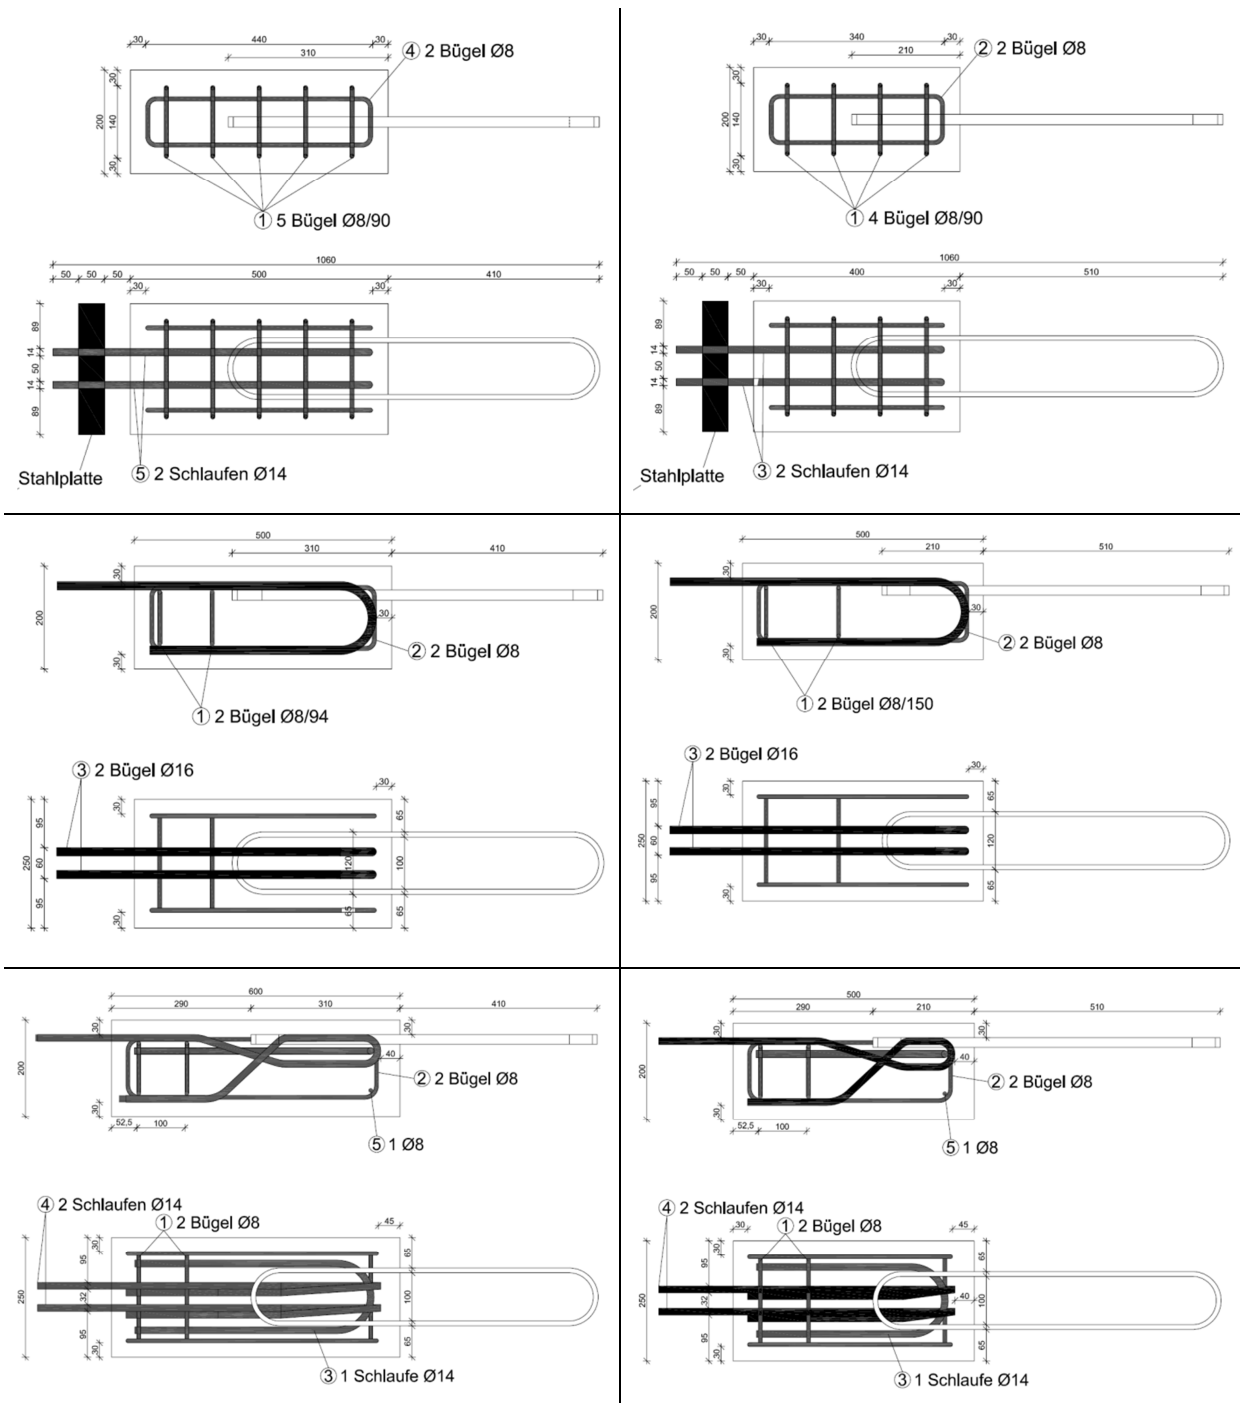 30 440 30
310
④ 2 Bügel Ø8
30
200 140
30
① 5 Bügel Ø8/90
1060
50 50 50 500 410
30 30
89
14
50
14
89
Stahlplatte
⑤ 2 Schlaufen Ø14
30 340 30
210
② 2 Bügel Ø8
30
200 140
30
① 4 Bügel Ø8/90
1060
50 50 50 400 510
30 30
89
14
50
14
89
Stahlplatte
③ 2 Schlaufen Ø14
500
310 410
30
200
30
30
② 2 Bügel Ø8
① 2 Bügel Ø8/94
③ 2 Bügel Ø16
30
30 65
95
250 60 120 100
95
30 65 65
500
210 510
30
200
30
30
② 2 Bügel Ø8
① 2 Bügel Ø8/150
③ 2 Bügel Ø16
30
30 65
95
250 60 120
95
30 65
600
290 310 410
30 30
200
40
② 2 Bügel Ø8
30
52,5 100
⑤ 1 Ø8
④ 2 Schlaufen Ø14
① 2 Bügel Ø8
45
30 65
95
250 32 100
95
30 65
③ 1 Schlaufe Ø14
500
290 210 510
30 30
200
40
② 2 Bügel Ø8
30
52,5 100
⑤ 1 Ø8
④ 2 Schlaufen Ø14
① 2 Bügel Ø8
30 45
30 65
95
250 32 40 100
95
30 65
③ 1 Schlaufe Ø14